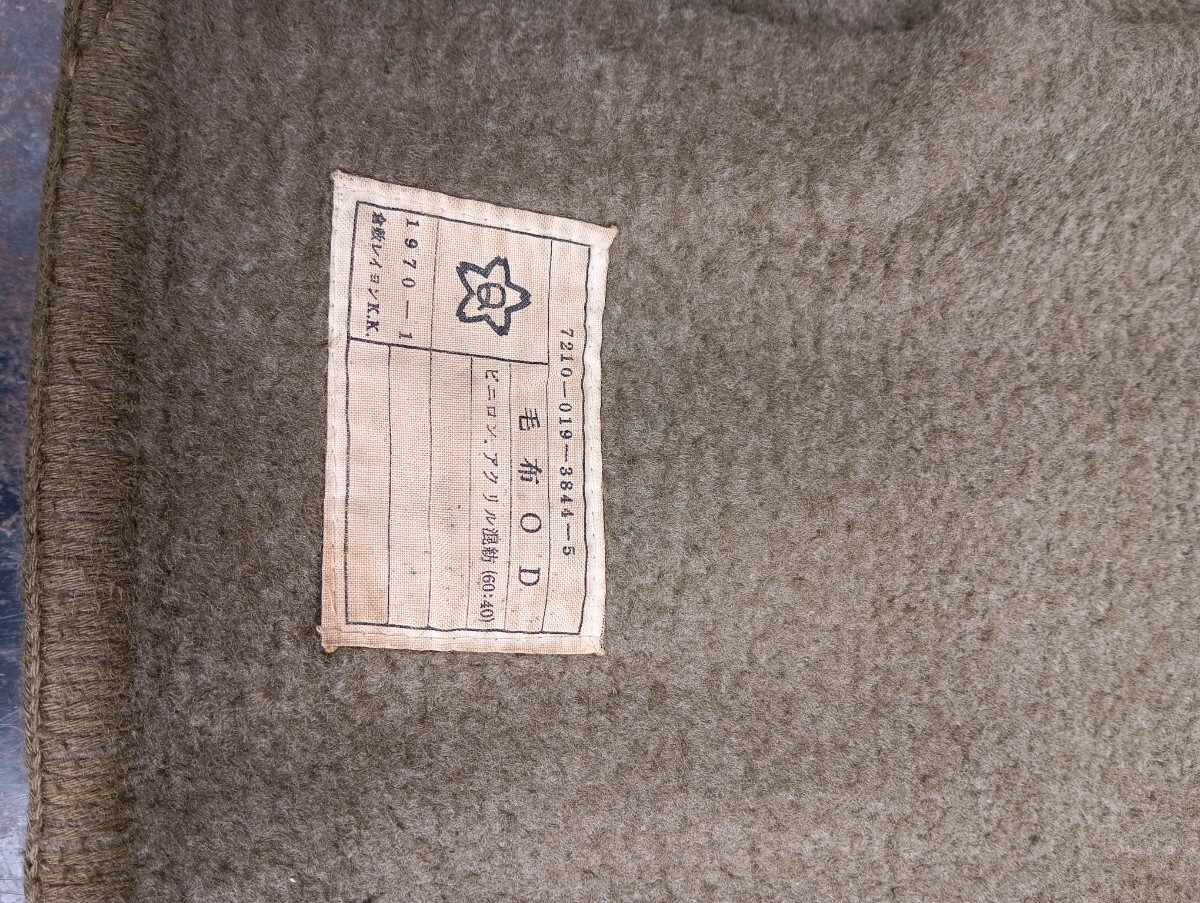 7210-019-3844-5
毛布OD
ビニロン.アクリル混紡 (60:40)
1970-1
倉敷レイヨンK.K.